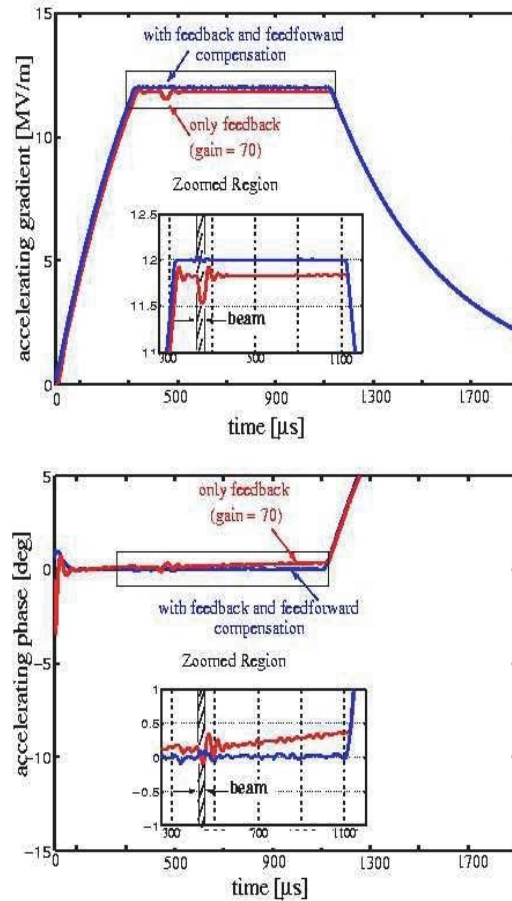 with feedback and feedforward
compensation
accelerating gradient [MV/m]
15
10
5
0
only feedback
(gain = 70)
Zoomed Region
12.5
12
11.5
11
beam
900 500 1100
0 500 900 1300 1700
time [µs]
accelerating phase [deg]
5
0
-5
-10
-15
only feedback
(gain = 70)
with feedback and feedforward
compensation
Zoomed Region
1
0.5
0
-0.5
-1
beam
300 700 1100
0 500 900 1300 1700
time [µs]